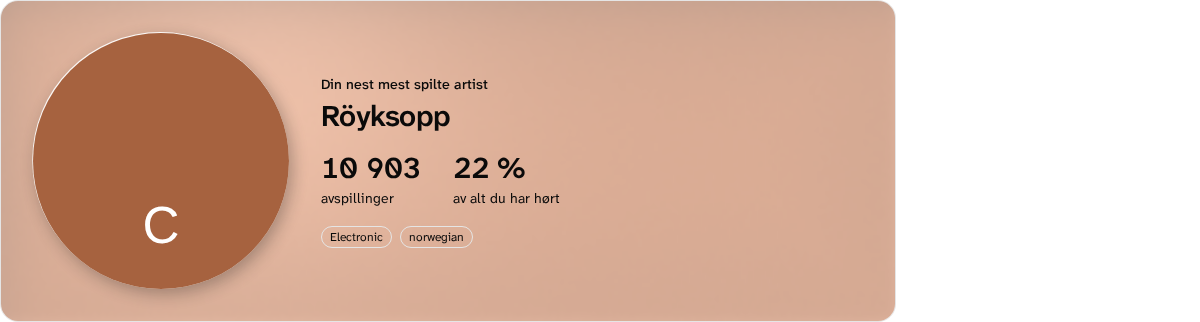 C
Din nest mest spilte artist
Röyksopp
10 903 22 %
avspillinger av alt du har hørt
Electronic norwegian